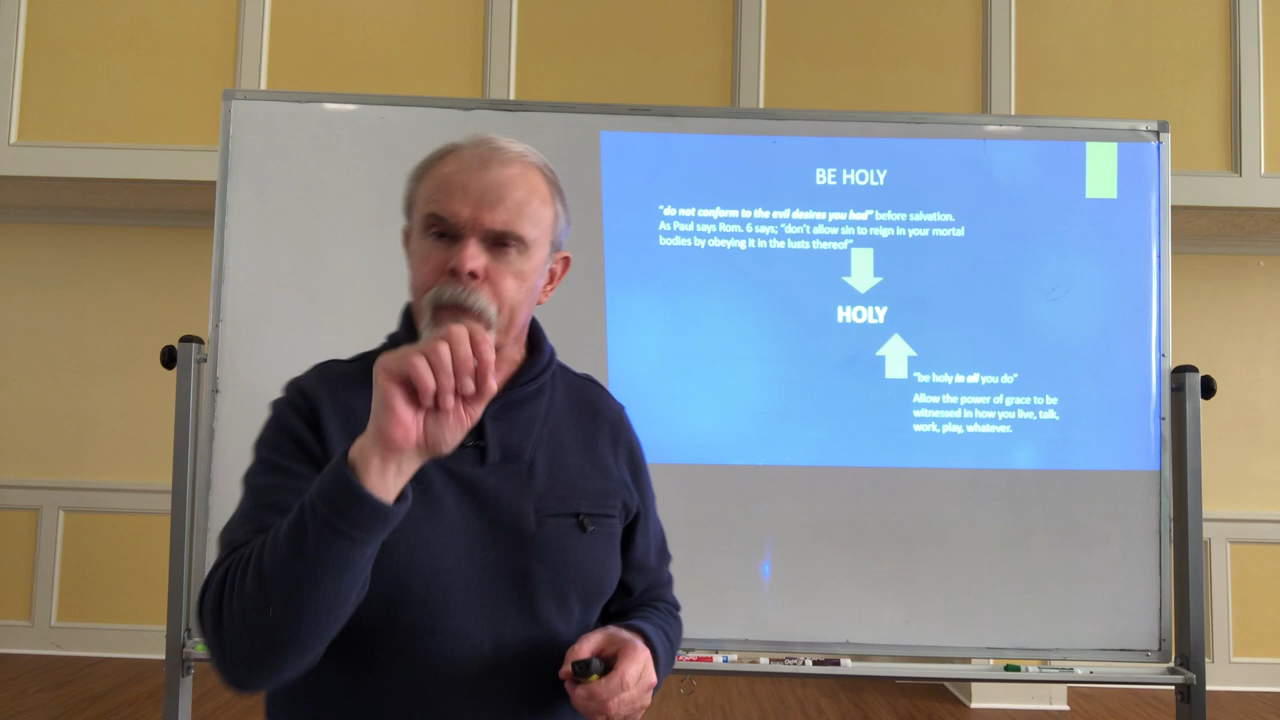 BE HOLY
"do not conform to the evil desires you had" before salvation.
As Paul says Rom. 6 says; "don't allow sin to reign in your mortal
bodies by obeying it in the lusts thereof"
HOLY
"be holy in all you do"
Allow the power of grace to be
witnessed in how you live, talk,
work, play, whatever.
EXPO